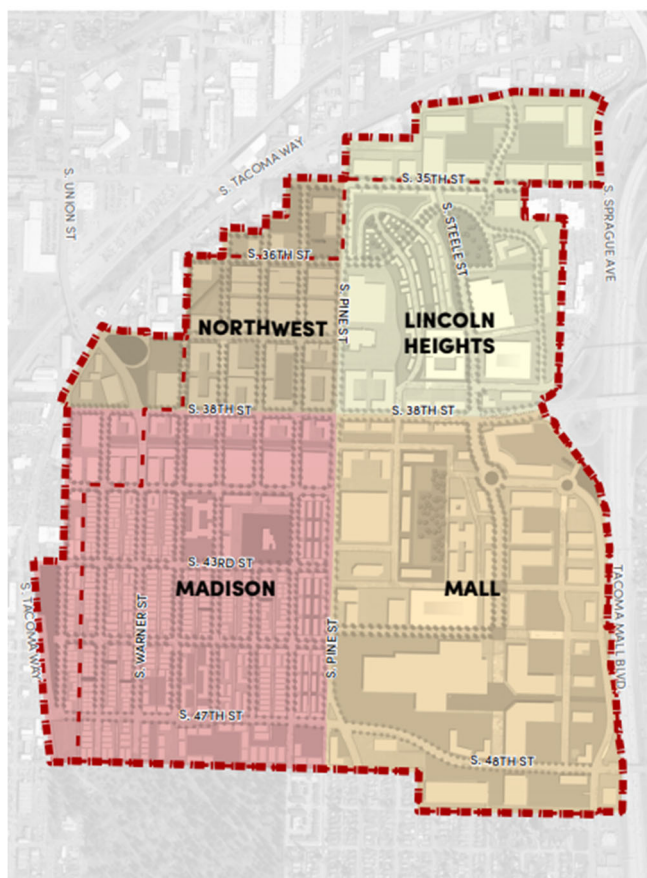 S. 35TH ST
S. TACOMA WAY
S. UNION ST
S. STEELE ST
S. SPRAGUE AVE
S. 36TH ST
S. PINE ST
NORTHWEST
LINCOLN
HEIGHTS
S. 38TH ST
S. 38TH ST
S. 43RD ST
MADISON
MALL
S. TACOMA WAY
S. WARNER ST
S. PINE ST
TACOMA MALL BLVD.
S. 47TH ST
S. 48TH ST